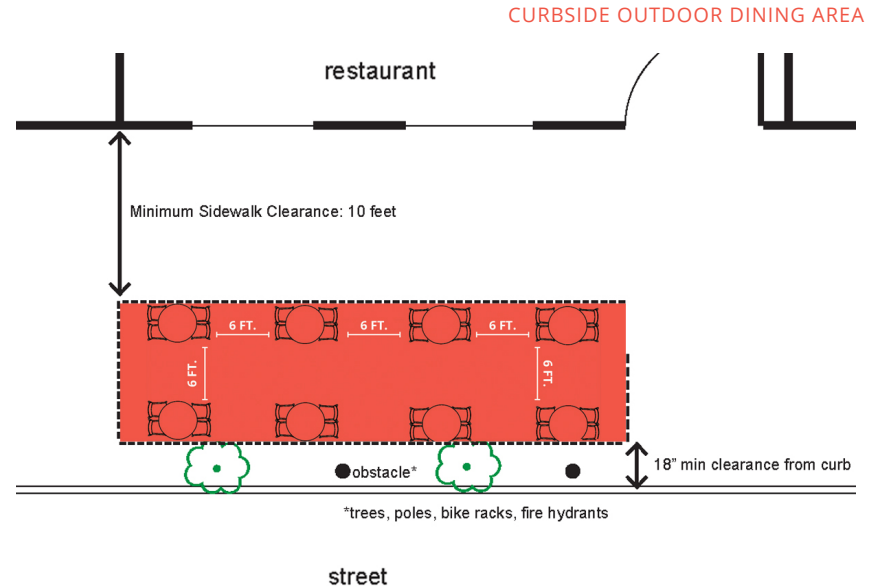 CURBSIDE OUTDOOR DINING AREA
restaurant
Minimum Sidewalk Clearance: 10 feet
6 FT.
6 FT.
6 FT.
6 FT.
6 FT.
obstacle*
18” min clearance from curb
*trees, poles, bike racks, fire hydrants
street